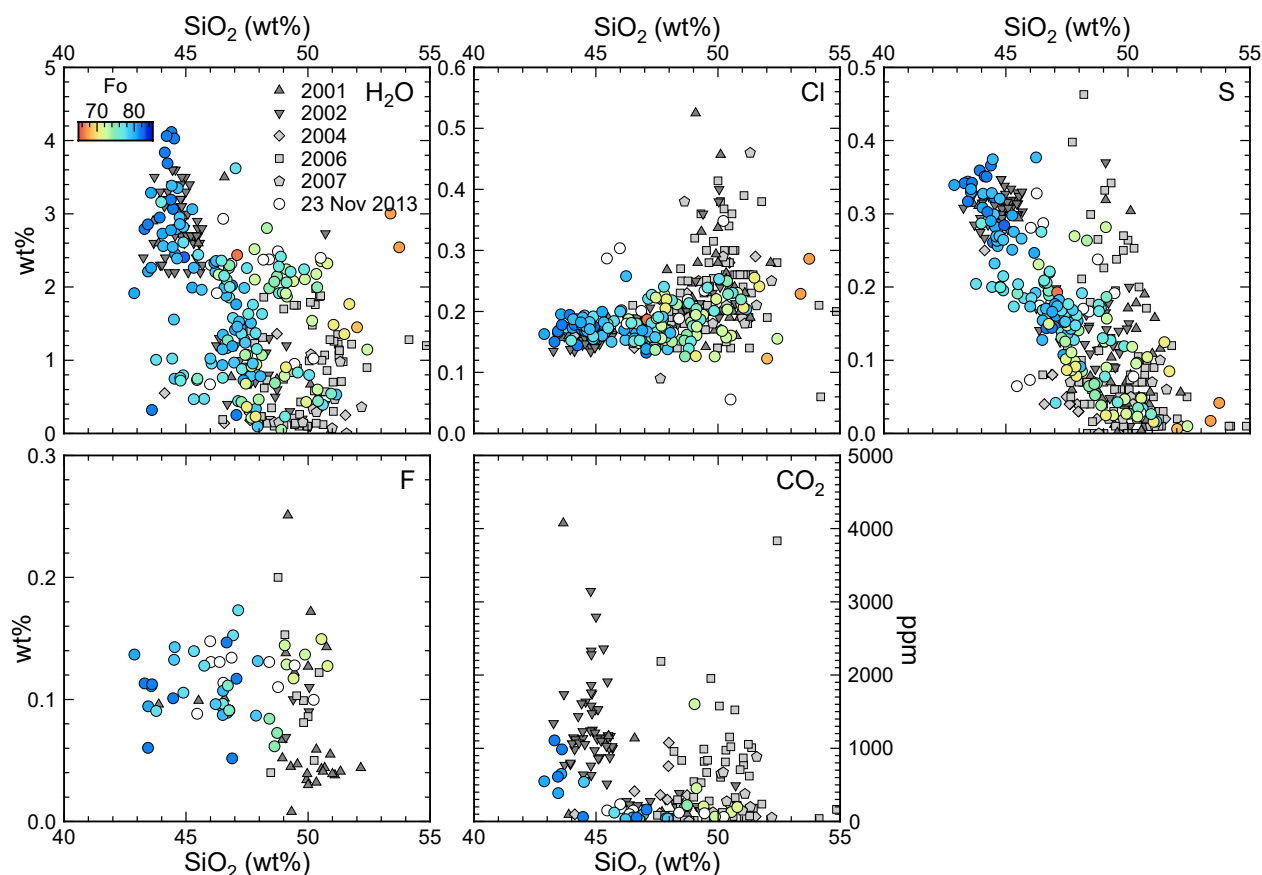 SiO2 (wt%) SiO2 (wt%) SiO2 (wt%)
40 45 50 55 40 45 50 55 40 45 50 55
5 0.6 0.5
Fo H2O Cl S
70 80
2001
2002
2004
2006
2007
23 Nov 2013
4 0.5 0.4
3 0.4 0.3
wt%
2 0.3 0.2
1 0.2 0.1
0 0.1 0.0
0.0
0.3 F CO2 5000
0.2 4000
wt% 3000
ppm
0.1 2000
1000
0.0 0
40 45 50 55 40 45 50 55
SiO2 (wt%) SiO2 (wt%)